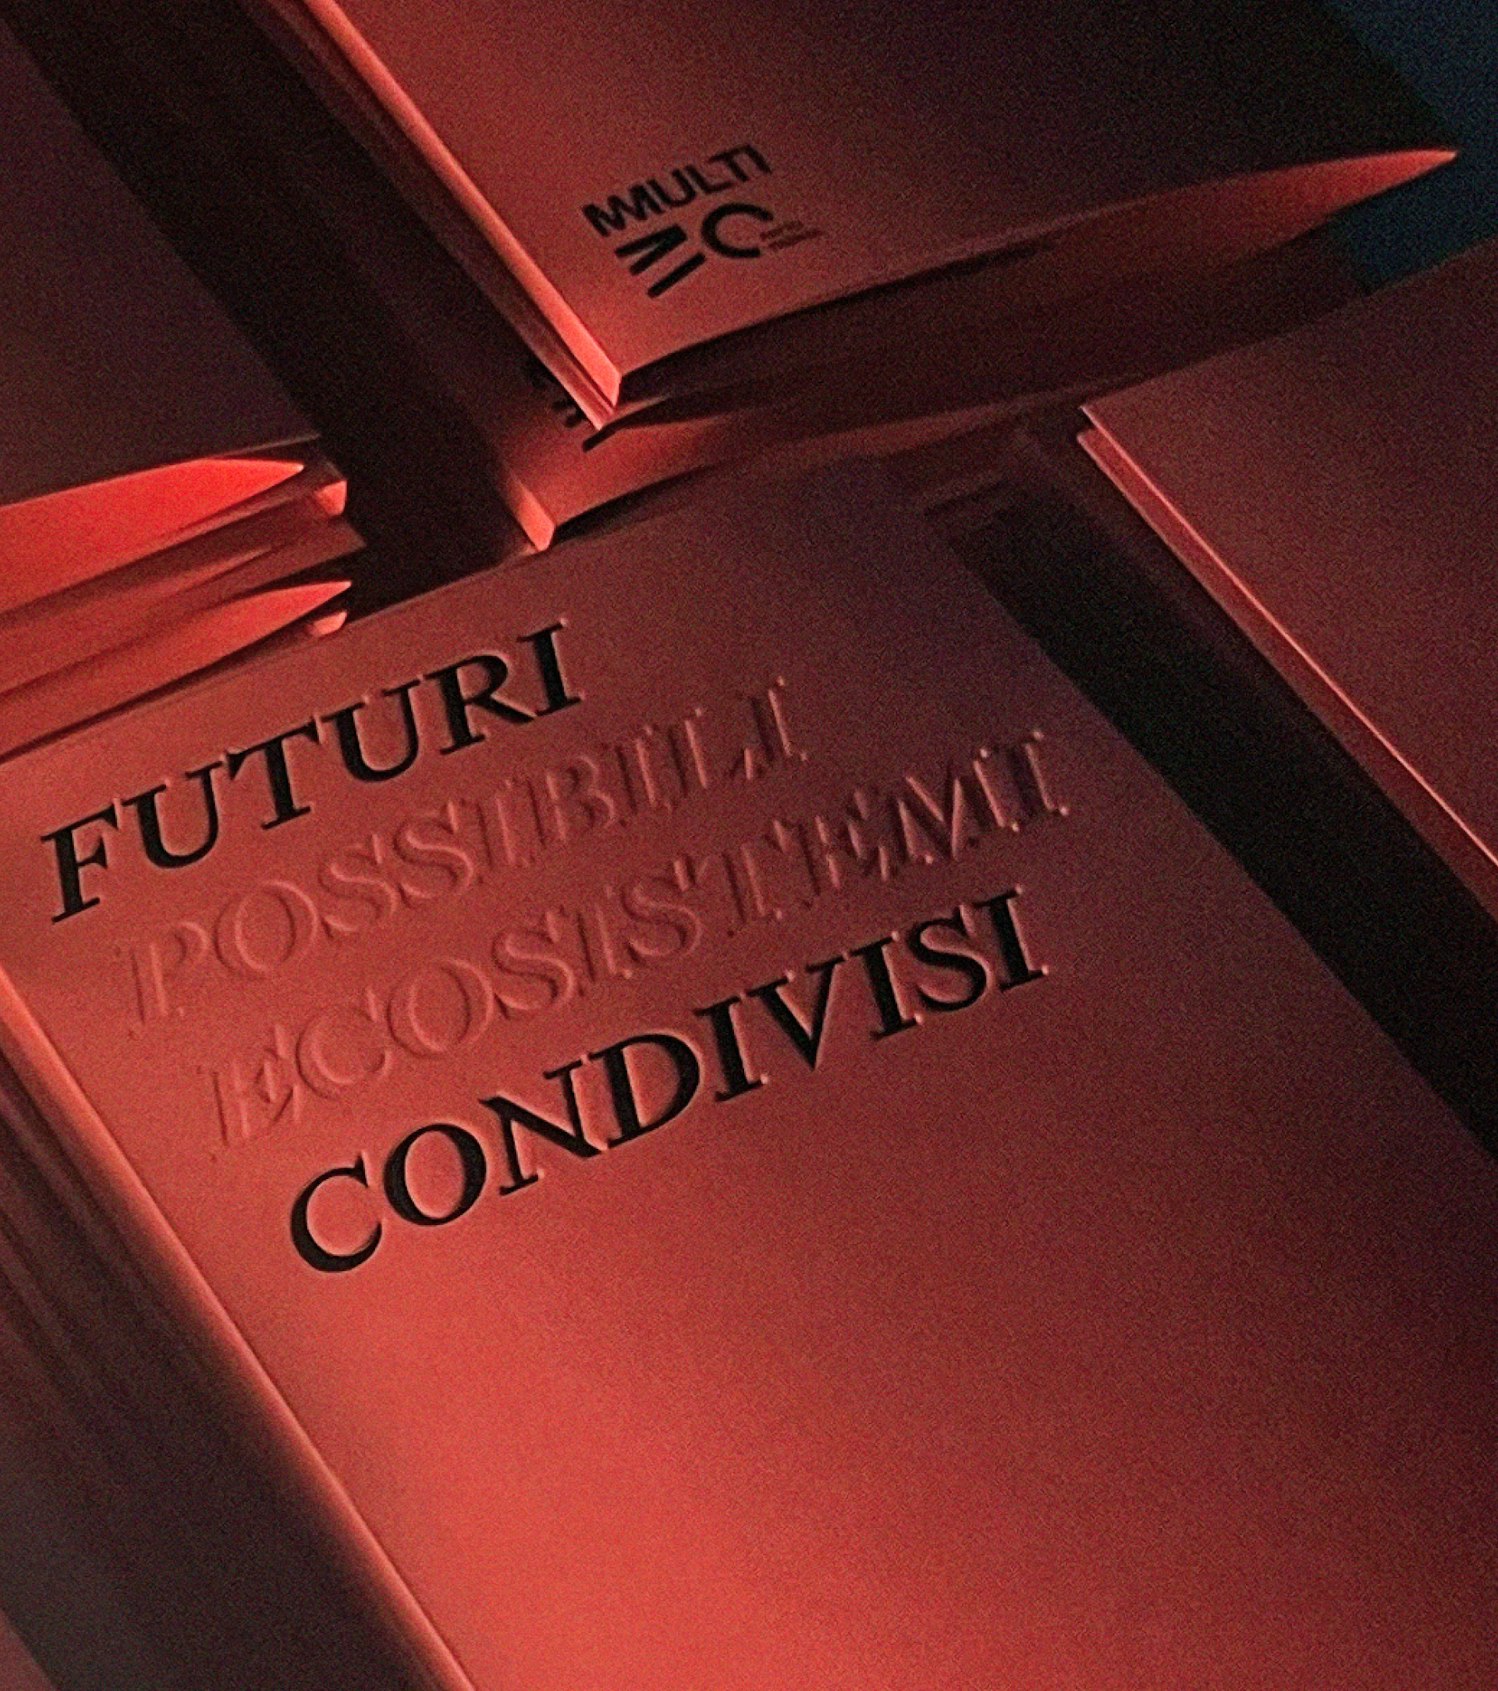 MULTI
FUTURI
POSSIBILI
ECOSISTEMI
CONDIVISI